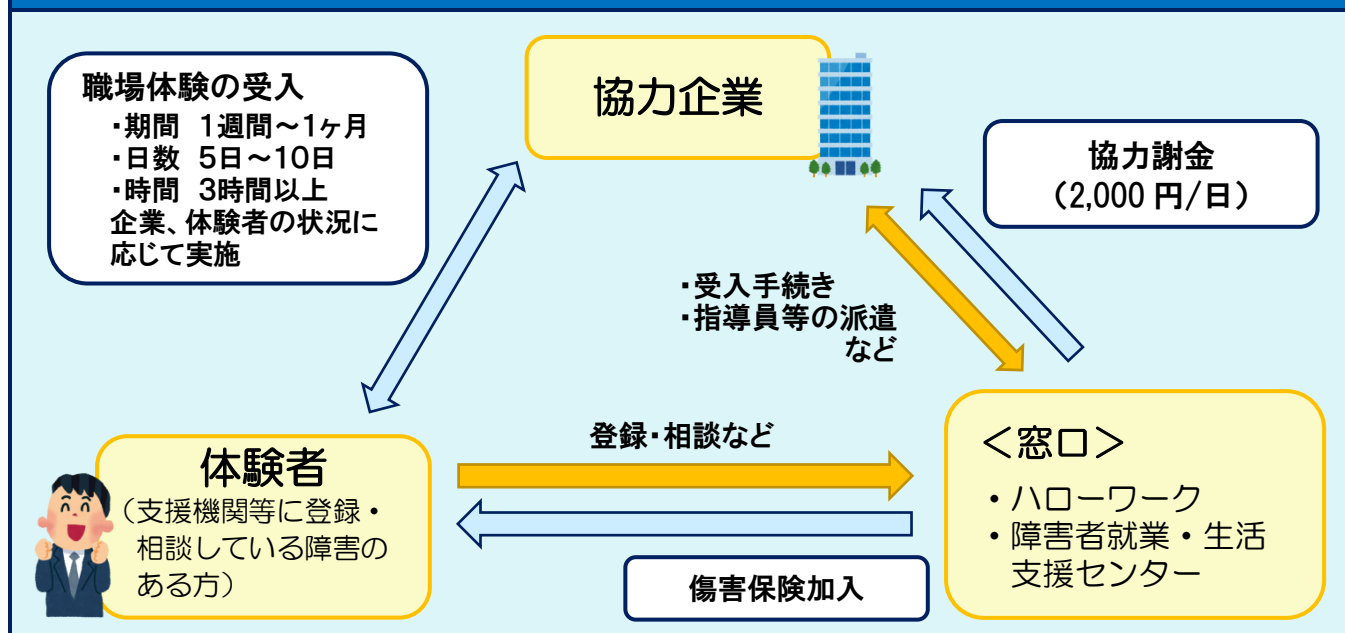 職場体験の受入
・期間 1週間~1ヶ月
・日数 5日~10日
・時間 3時間以上
企業、体験者の状況に
応じて実施
協力企業
協力謝金
(2,000 円/日)
・受入手続き
・指導員等の派遣
など
登録・相談など
体験者
(支援機関等に登録・
相談している障害の
ある方)
傷害保険加入
<窓口>
・ハローワーク
・障害者就業・生活
支援センター